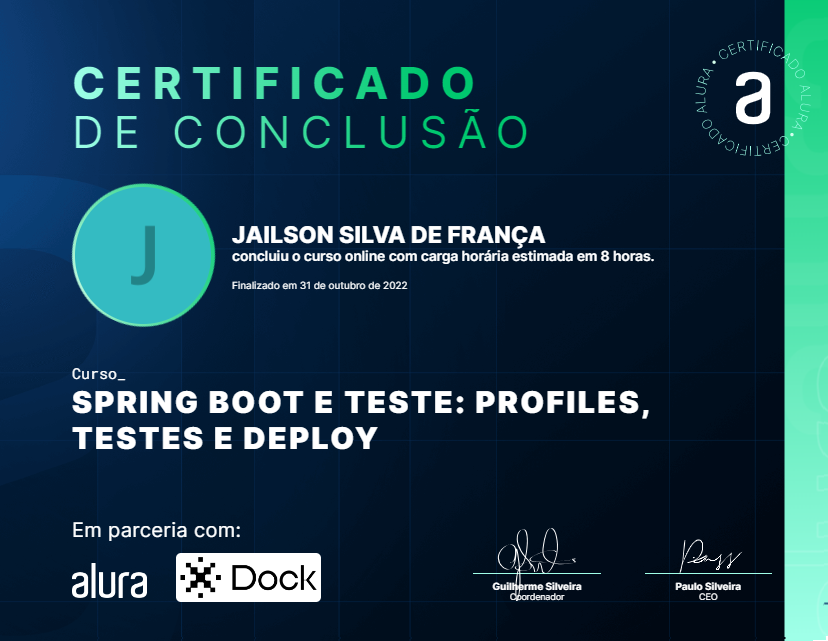 CERTIFICADO
DE CONCLUSÃO
CERTIFICADO ALURA • CERTIFICADO ALURA •
a
J
JAILSON SILVA DE FRANÇA
concluiu o curso online com carga horária estimada em 8 horas.
Finalizado em 31 de outubro de 2022
Curso_
SPRING BOOT E TESTE: PROFILES,
TESTES E DEPLOY
Em parceria com:
alura
Dock
Guilherme Silveira
Coordenador
Paulo Silveira
CEO